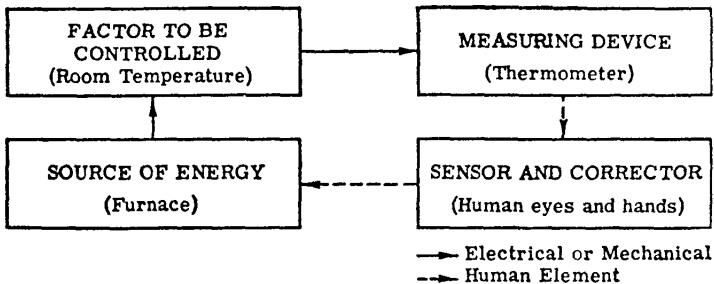 FACTOR TO BE
CONTROLLED
(Room Temperature)
MEASURING DEVICE
(Thermometer)
SOURCE OF ENERGY
(Furnace)
SENSOR AND CORRECTOR
(Human eyes and hands)
Electrical or Mechanical
Human Element